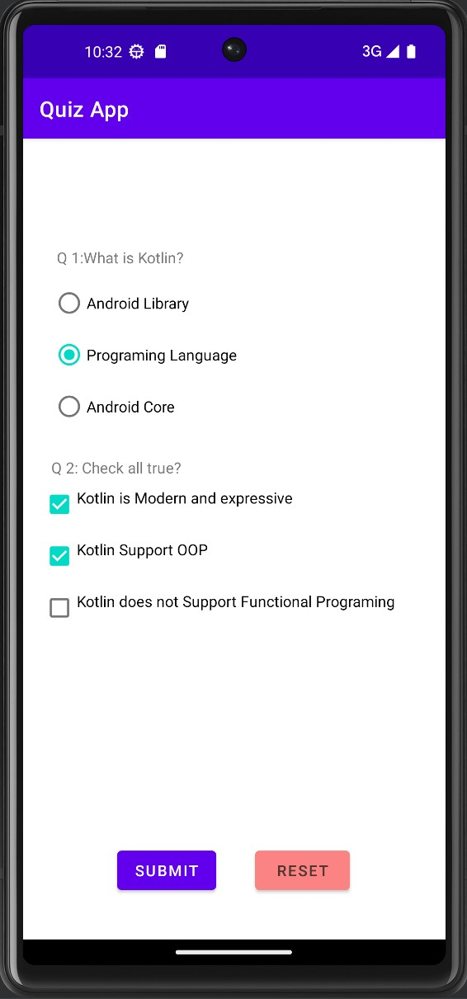 10:32 3G
Quiz App
Q 1:What is Kotlin?
Android Library
Programing Language
Android Core
Q 2: Check all true?
Kotlin is Modern and expressive
Kotlin Support OOP
Kotlin does not Support Functional Programing
SUBMIT RESET